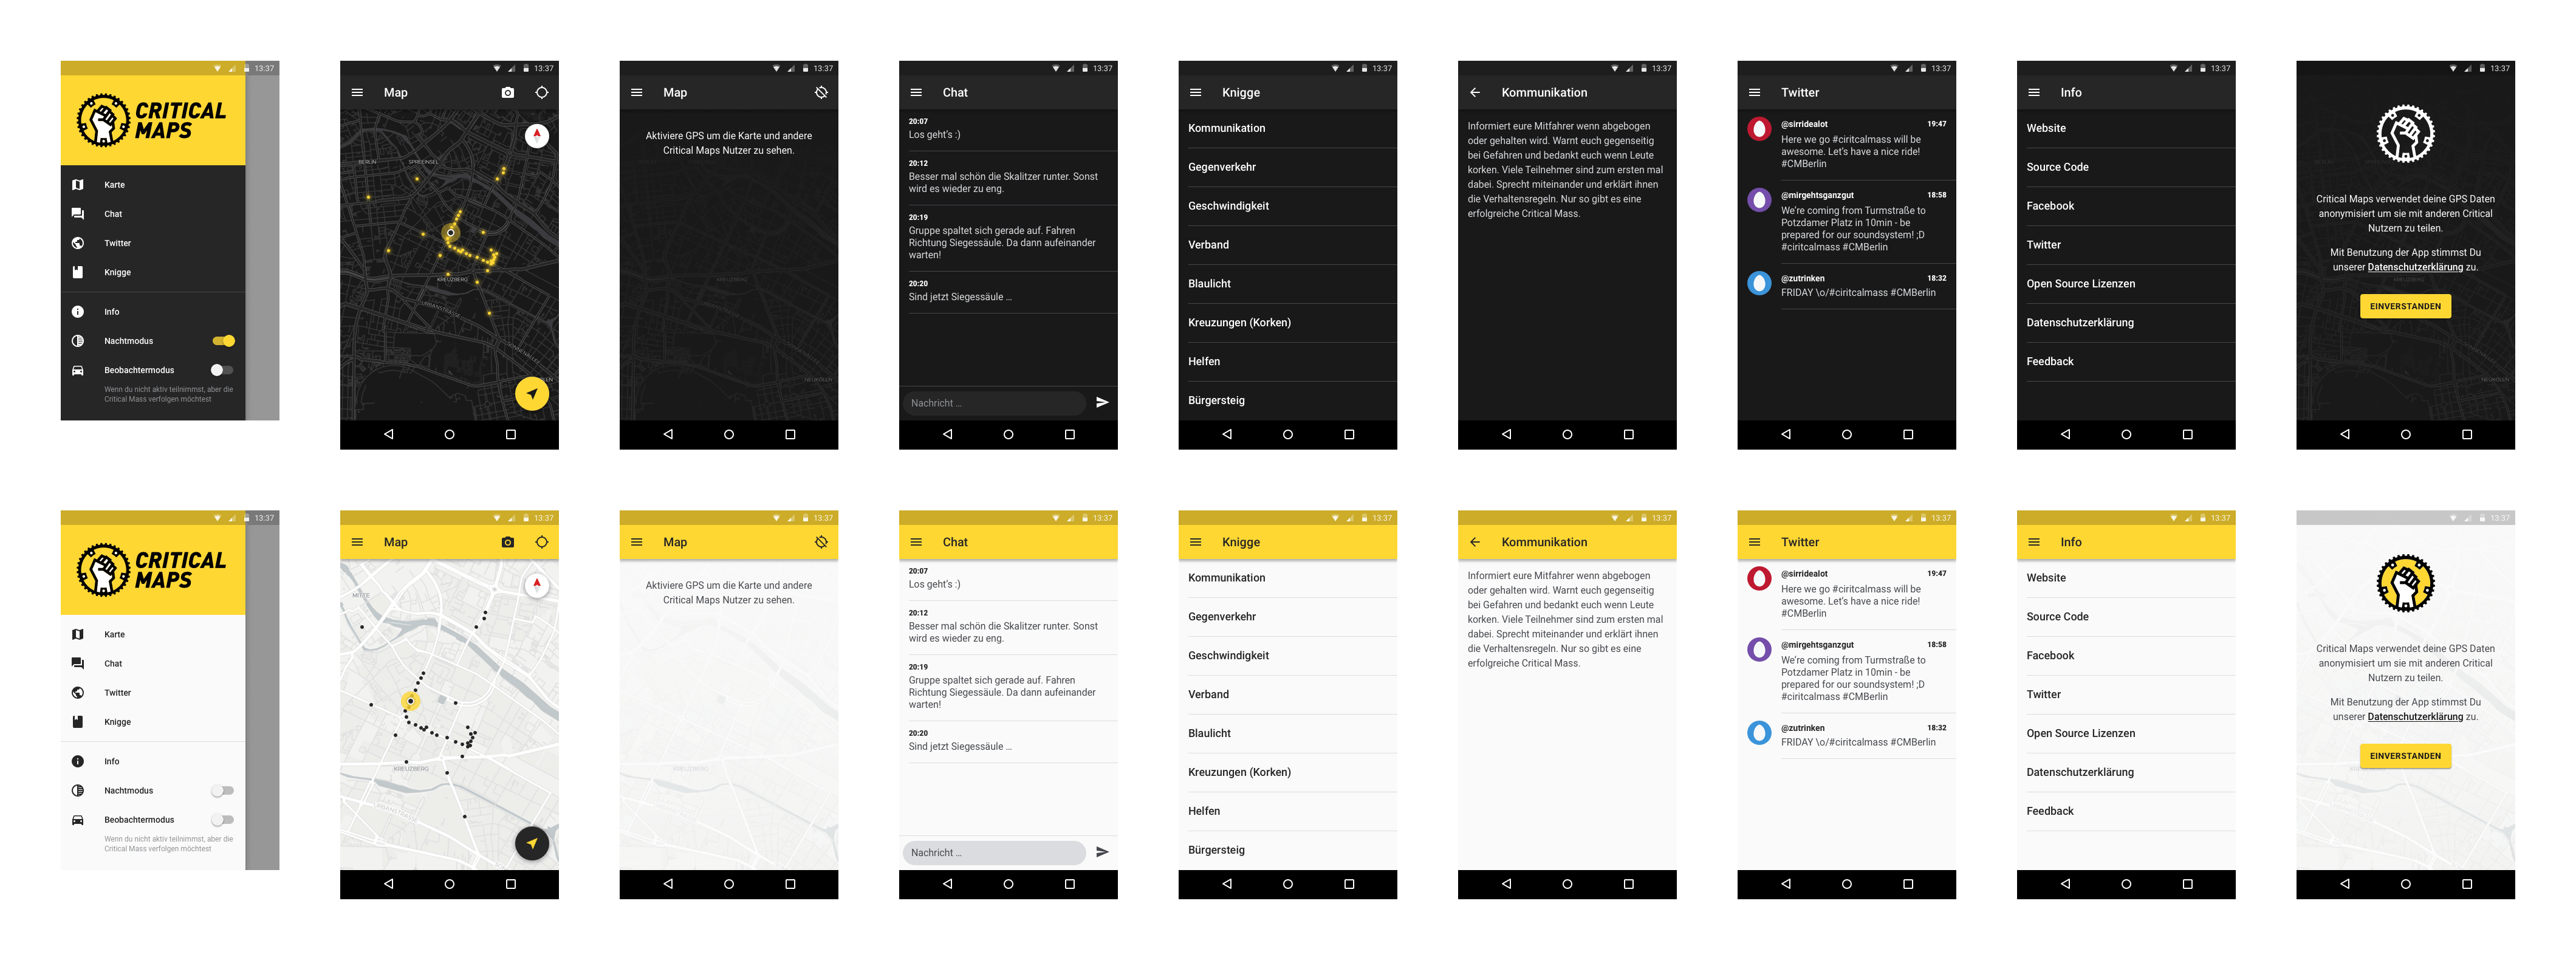 13:37
CRITICAL
MAPS
Karte
Chat
Twitter
Knigge
Info
Nachtmodus
Beobachtermodus
Wenn du nicht aktiv teilnimmst, aber die
Critical Mass verfolgen möchtest
13:37
Map
BERLIN
SPREEINSEL
KREUZBERG
13:37
Map
Aktiviere GPS um die Karte und andere
Critical Maps Nutzer zu sehen.
13:37
Chat
20:07
Los geht's :)
20:12
Besser mal schön die Skalitzer runter. Sonst
wird es wieder zu eng.
20:19
Gruppe spaltet sich gerade auf. Fahren
Richtung Siegessäule. Da dann aufeinander
warten!
20:20
Sind jetzt Siegessäule ...
Nachricht ...
13:37
Knigge
Kommunikation
Gegenverkehr
Geschwindigkeit
Verband
Blaulicht
Kreuzungen (Korken)
Helfen
Bürgersteig
13:37
Kommunikation
Informiert eure Mitfahrer wenn abgebogen
oder gehalten wird. Warnt euch gegenseitig
bei Gefahren und bedankt euch wenn Leute
korken. Viele Teilnehmer sind zum ersten mal
dabei. Sprecht miteinander und erklärt ihnen
die Verhaltensregeln. Nur so gibt es eine
erfolgreiche Critical Mass.
13:37
Twitter
@sirridealot 19:47
Here we go #ciritcalmass will be
awesome. Let's have a nice ride!
#CMBerlin
@mirgehtsganzgut 18:58
We're coming from Turmstraße to
Potzdamer Platz in 10min - be
prepared for our soundsystem! ;D
#ciritcalmass #CMBerlin
@zutrinken 18:32
FRIDAY \o/#ciritcalmass #CMBerlin
13:37
Info
Website
Source Code
Facebook
Twitter
Open Source Lizenzen
Datenschutzerklärung
Feedback
13:37
Critical Maps verwendet deine GPS Daten
anonymisiert um sie mit anderen Critical
Nutzern zu teilen.
Mit Benutzung der App stimmst Du
unserer Datenschutzerklärung zu.
EINVERSTANDEN
13:37
CRITICAL
MAPS
Karte
Chat
Twitter
Knigge
Info
Nachtmodus
Beobachtermodus
Wenn du nicht aktiv teilnimmst, aber die
Critical Mass verfolgen möchtest
13:37
Map
MITTE
KREUZBERG
13:37
Map
Aktiviere GPS um die Karte und andere
Critical Maps Nutzer zu sehen.
KREUZBERG
13:37
Chat
20:07
Los geht's :)
20:12
Besser mal schön die Skalitzer runter. Sonst
wird es wieder zu eng.
20:19
Gruppe spaltet sich gerade auf. Fahren
Richtung Siegessäule. Da dann aufeinander
warten!
20:20
Sind jetzt Siegessäule ...
Nachricht ...
13:37
Knigge
Kommunikation
Gegenverkehr
Geschwindigkeit
Verband
Blaulicht
Kreuzungen (Korken)
Helfen
Bürgersteig
13:37
Kommunikation
Informiert eure Mitfahrer wenn abgebogen
oder gehalten wird. Warnt euch gegenseitig
bei Gefahren und bedankt euch wenn Leute
korken. Viele Teilnehmer sind zum ersten mal
dabei. Sprecht miteinander und erklärt ihnen
die Verhaltensregeln. Nur so gibt es eine
erfolgreiche Critical Mass.
13:37
Twitter
@sirridealot 19:47
Here we go #ciritcalmass will be
awesome. Let's have a nice ride!
#CMBerlin
@mirgehtsganzgut 18:58
We're coming from Turmstraße to
Potzdamer Platz in 10min - be
prepared for our soundsystem! ;D
#ciritcalmass #CMBerlin
@zutrinken 18:32
FRIDAY \o/#ciritcalmass #CMBerlin
13:37
Info
Website
Source Code
Facebook
Twitter
Open Source Lizenzen
Datenschutzerklärung
Feedback
13:37
Critical Maps verwendet deine GPS Daten
anonymisiert um sie mit anderen Critical
Nutzern zu teilen.
Mit Benutzung der App stimmst Du
unserer Datenschutzerklärung zu.
EINVERSTANDEN